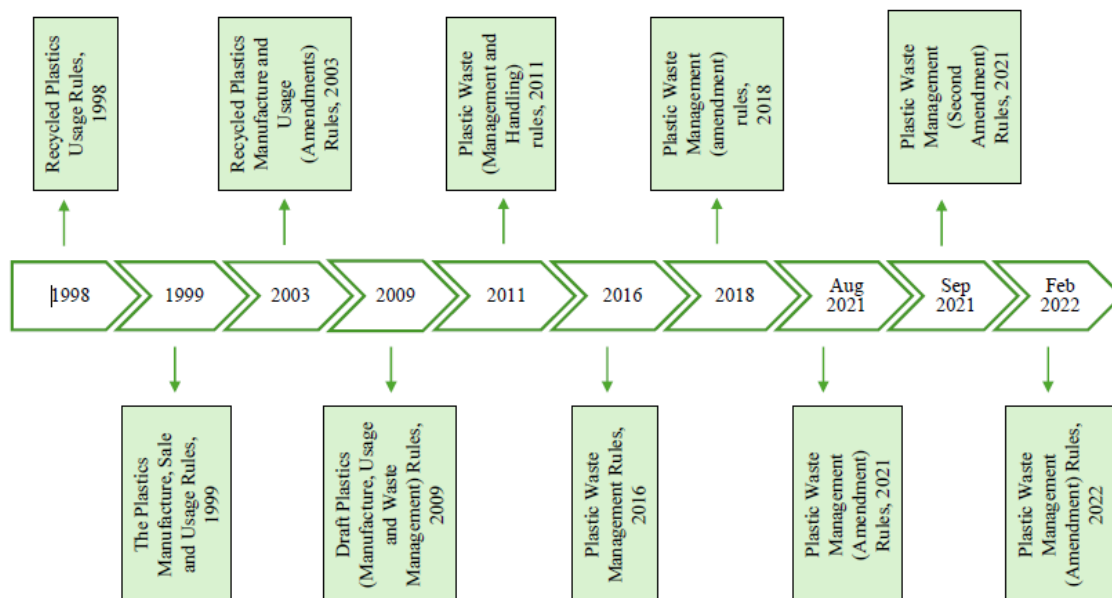 Recycled Plastics
Usage Rules,
1998
Recycled Plastics
Manufacture and
Usage
(Amendments)
Rules, 2003
Plastic Waste
(Management and
Handling)
rules, 2011
Plastic Waste
Management
(amendment)
rules,
2018
Plastic Waste
Management
(Second
Amendment)
Rules, 2021
1998
1999
2003
2009
2011
2016
2018
Aug
2021
Sep
2021
Feb
2022
The Plastics
Manufacture, Sale
and Usage Rules,
1999
Draft Plastics
(Manufacture, Usage
and Waste
Management) Rules,
2009
Plastic Waste
Management Rules,
2016
Plastic Waste
Management
(Amendment)
Rules, 2021
Plastic Waste
Management
(Amendment) Rules,
2022